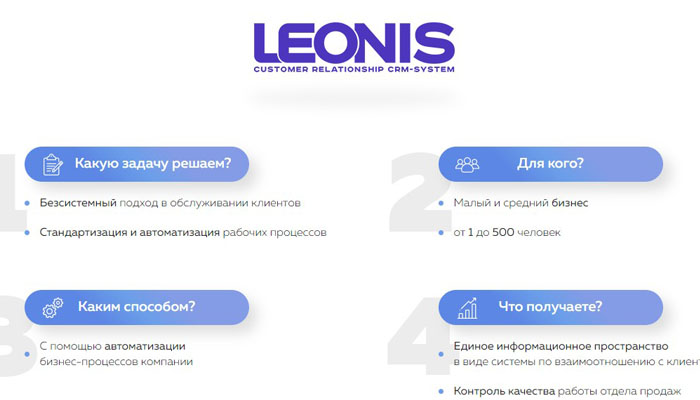 LEONIS
CUSTOMER RELATIONSHIP CRM-SYSTEM
1
Какую задачу решаем?
Безсистемный подход в обслуживании клиентов
Стандартизация и автоматизация рабочих процессов
2
Для кого?
Малый и средний бизнес
от 1 до 500 человек
3
Каким способом?
С помощью автоматизации
бизнес-процессов компании
4
Что получаете?
Единое информационное пространство
в виде системы по взаимоотношению с клиент
Контроль качества работы отдела продаж